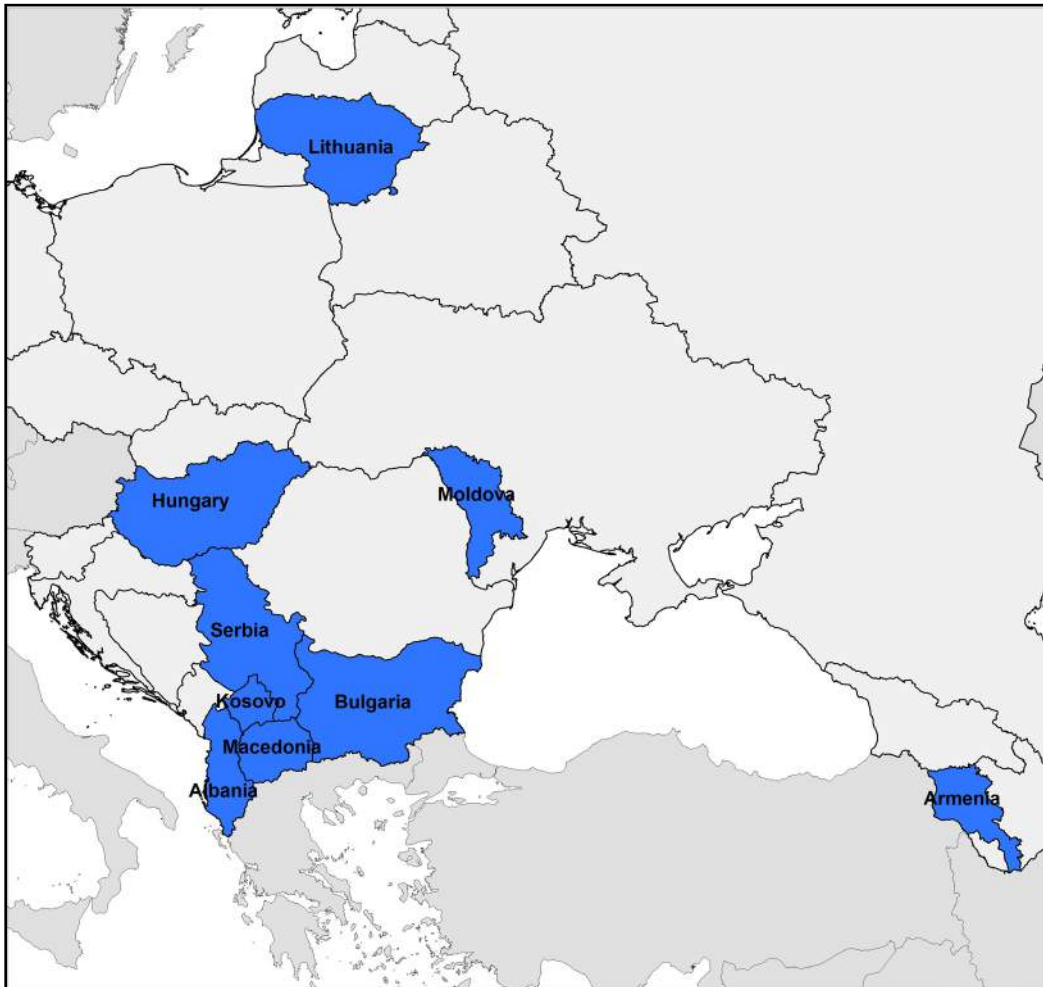 Lithuania
Hungary
Moldova
Serbia
Kosovo
Bulgaria
Macedonia
Albania
Armenia